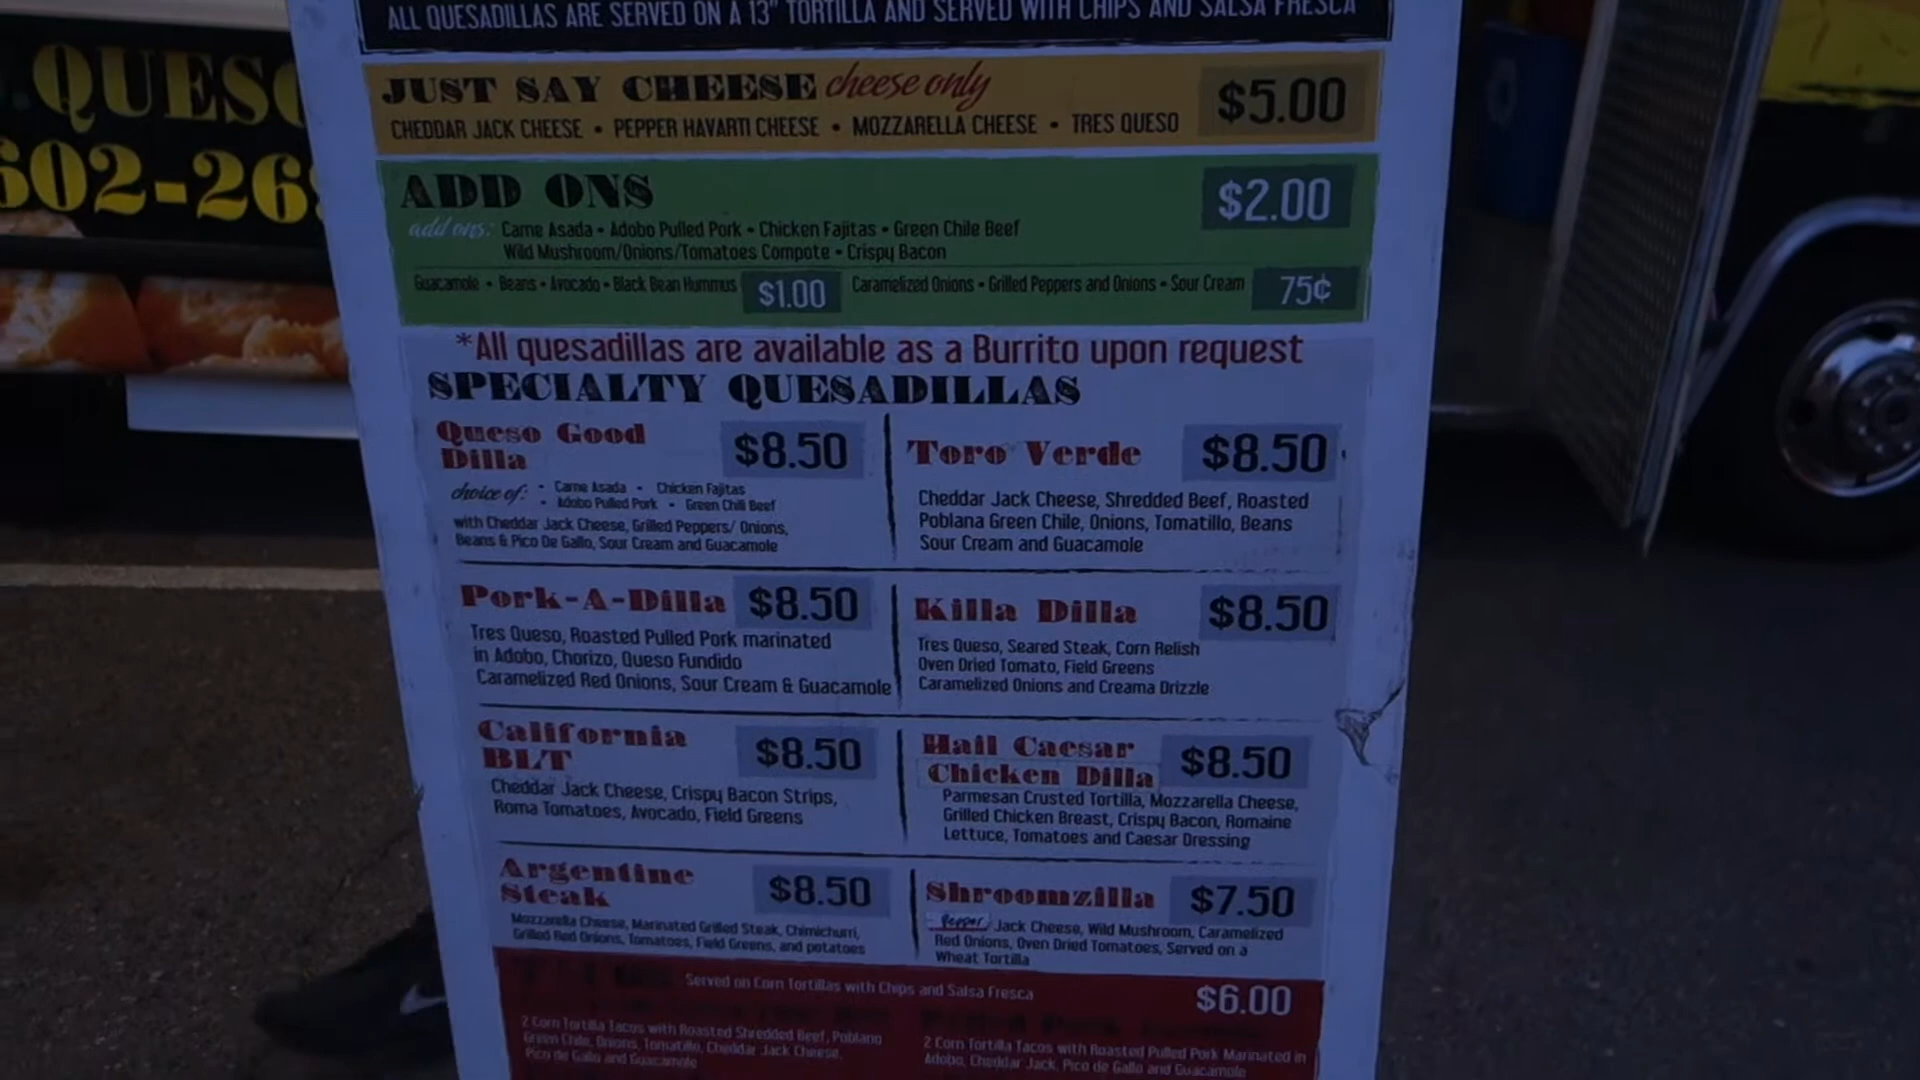 QUESO
602-26
ALL QUESADILLAS ARE SERVED ON A 13" TORTILLA AND SERVED WITH CHIPS AND SALSA FRESCA
JUST SAY CHEESE cheese only $5.00
CHEDDAR JACK CHEESE • PEPPER HAVARTI CHEESE • MOZZARELLA CHEESE • TRES QUESO
ADD ONS $2.00
add ons: Carne Asada • Adobo Pulled Pork • Chicken Fajitas • Green Chile Beef
Wild Mushroom/Onions/Tomatoes Compote • Crispy Bacon
Guacamole • Beans • Avocado • Black Bean Hummus $1.00 Caramelized Onions • Grilled Peppers and Onions • Sour Cream 75¢
*All quesadillas are available as a Burrito upon request
SPECIALTY QUESADILLAS
Queso Good
Dilla $8.50
choice of: • Carne Asada • Chicken Fajitas
• Adobo Pulled Pork • Green Chili Beef
with Cheddar Jack Cheese, Grilled Peppers/ Onions,
Beans & Pico De Gallo, Sour Cream and Guacamole
Toro Verde $8.50
Cheddar Jack Cheese, Shredded Beef, Roasted
Poblana Green Chile, Onions, Tomatillo, Beans
Sour Cream and Guacamole
Pork-A-Dilla $8.50
Tres Queso, Roasted Pulled Pork marinated
in Adobo, Chorizo, Queso Fundido
Caramelized Red Onions, Sour Cream & Guacamole
Killa Dilla $8.50
Tres Queso, Seared Steak, Corn Relish
Oven Dried Tomato, Field Greens
Caramelized Onions and Creama Drizzle
California
BLT $8.50
Cheddar Jack Cheese, Crispy Bacon Strips,
Roma Tomatoes, Avocado, Field Greens
Hail Caesar
Chicken Dilla $8.50
Parmesan Crusted Tortilla, Mozzarella Cheese,
Grilled Chicken Breast, Crispy Bacon, Romaine
Lettuce, Tomatoes and Caesar Dressing
Argentine
Steak $8.50
Mozzarella Cheese, Marinated Grilled Steak, Chimichurri,
Grilled Red Onions, Tomatoes, Field Greens, and potatoes
Shroomzilla $7.50
Pepper Jack Cheese, Wild Mushroom, Caramelized
Red Onions, Oven Dried Tomatoes, Served on a
Wheat Tortilla
Served on Corn Tortillas with Chips and Salsa Fresca $6.00
2 Corn Tortilla Tacos with Roasted Shredded Beef, Poblano
Green Chile, Onions, Tomatillo, Cheddar Jack Cheese,
Pico de Gallo and Guacamole
2 Corn Tortilla Tacos with Roasted Pulled Pork Marinated in
Adobo, Cheddar Jack, Pico de Gallo and Guacamole